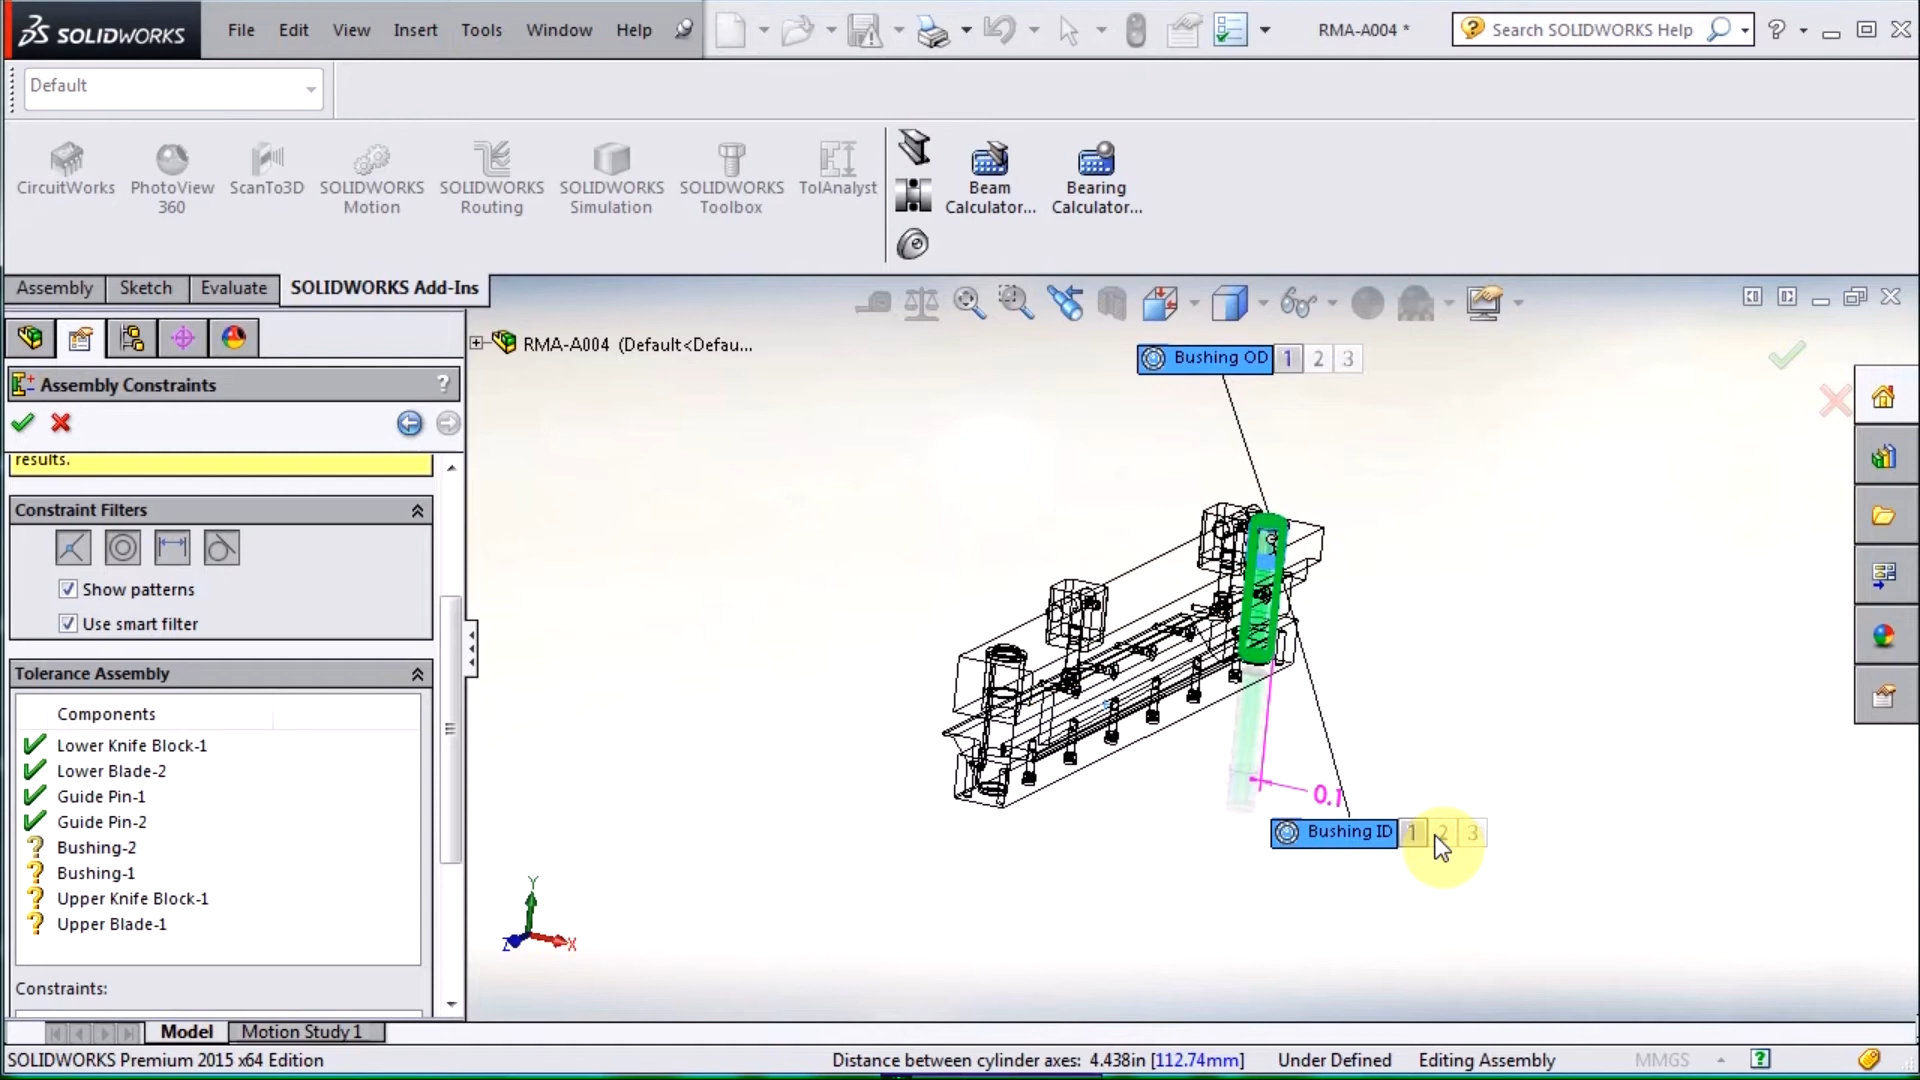 SOLIDWORKS
File Edit View Insert Tools Window Help
RMA-A004 *
Search SOLIDWORKS Help
Default
CircuitWorks
PhotoView 360
ScanTo3D
SOLIDWORKS Motion
SOLIDWORKS Routing
SOLIDWORKS Simulation
SOLIDWORKS Toolbox
TolAnalyst
Beam Calculator...
Bearing Calculator...
Assembly Sketch Evaluate SOLIDWORKS Add-Ins
RMA-A004 (Default<Defau...
Bushing OD 1 2 3
Assembly Constraints ?
results.
Constraint Filters
Show patterns
Use smart filter
Tolerance Assembly
Components
Lower Knife Block-1
Lower Blade-2
Guide Pin-1
Guide Pin-2
Bushing-2
Bushing-1
Upper Knife Block-1
Upper Blade-1
Constraints:
0.1
Bushing ID 1 2 3
Y
Z X
Model Motion Study 1
SOLIDWORKS Premium 2015 x64 Edition
Distance between cylinder axes: 4.438in [112.74mm] Under Defined Editing Assembly MMGS